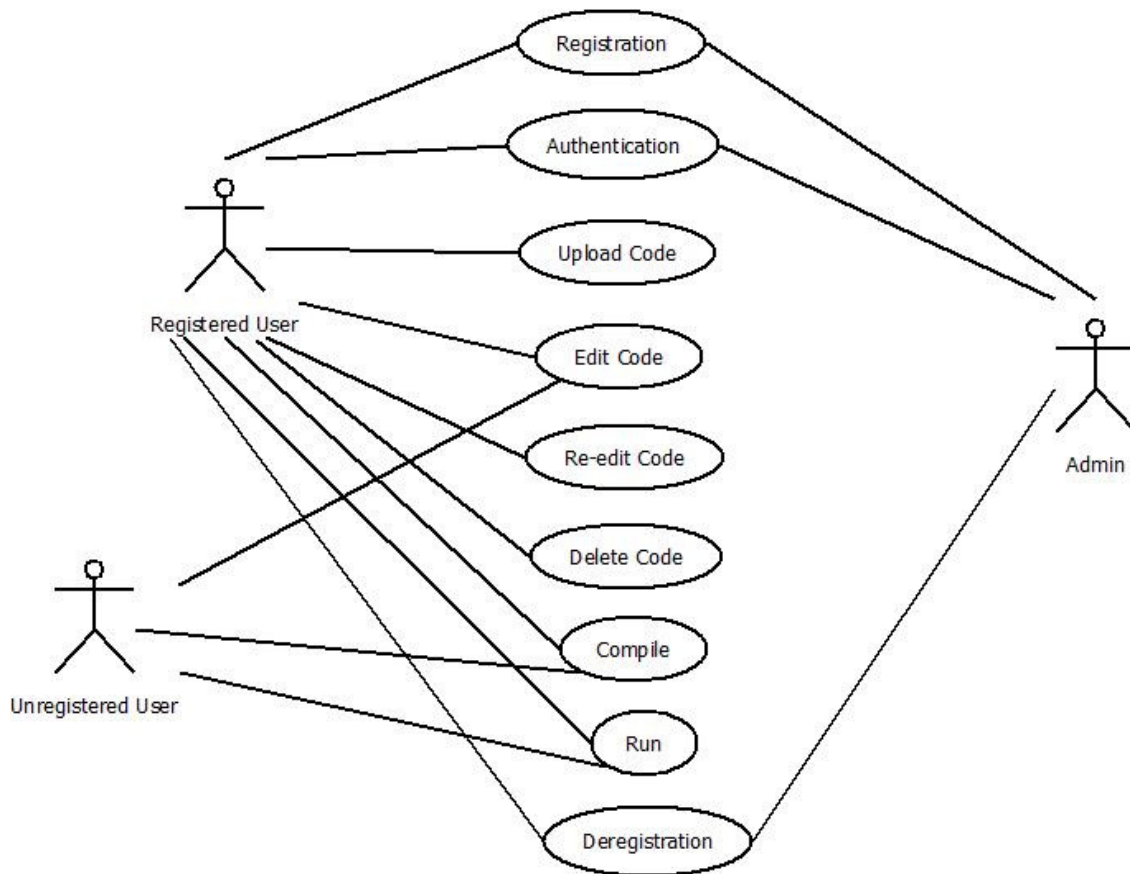 Registration
Authentication
Upload Code
Registered User
Edit Code
Re-edit Code
Admin
Delete Code
Compile
Unregistered User
Run
Deregistration